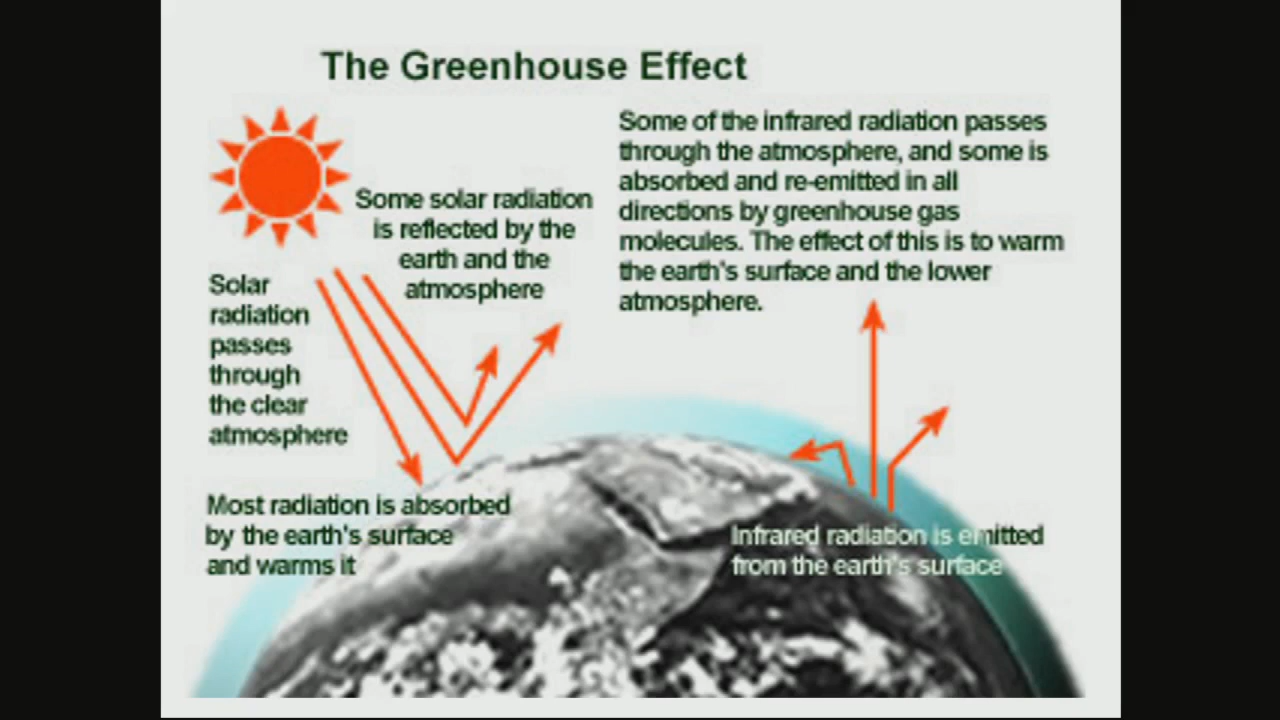 The Greenhouse Effect
Some of the infrared radiation passes
through the atmosphere, and some is
absorbed and re-emitted in all
directions by greenhouse gas
molecules. The effect of this is to warm
the earth's surface and the lower
atmosphere.
Some solar radiation
is reflected by the
earth and the
atmosphere
Solar
radiation
passes
through
the clear
atmosphere
Most radiation is absorbed
by the earth's surface
and warms it
Infrared radiation is emitted
from the earth's surface